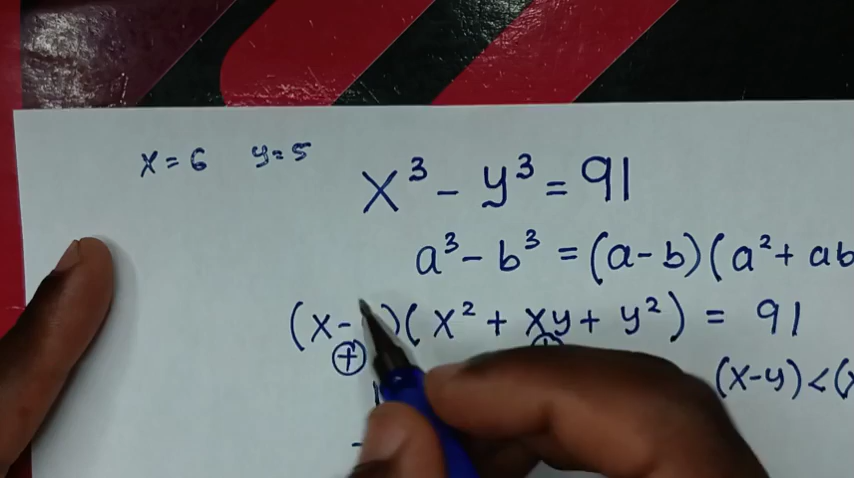 x = 6 y = 5
x³ - y³ = 91
a³ - b³ = (a-b)(a² + ab
(x- )(x² + xy + y²) = 91
(x-y) < (